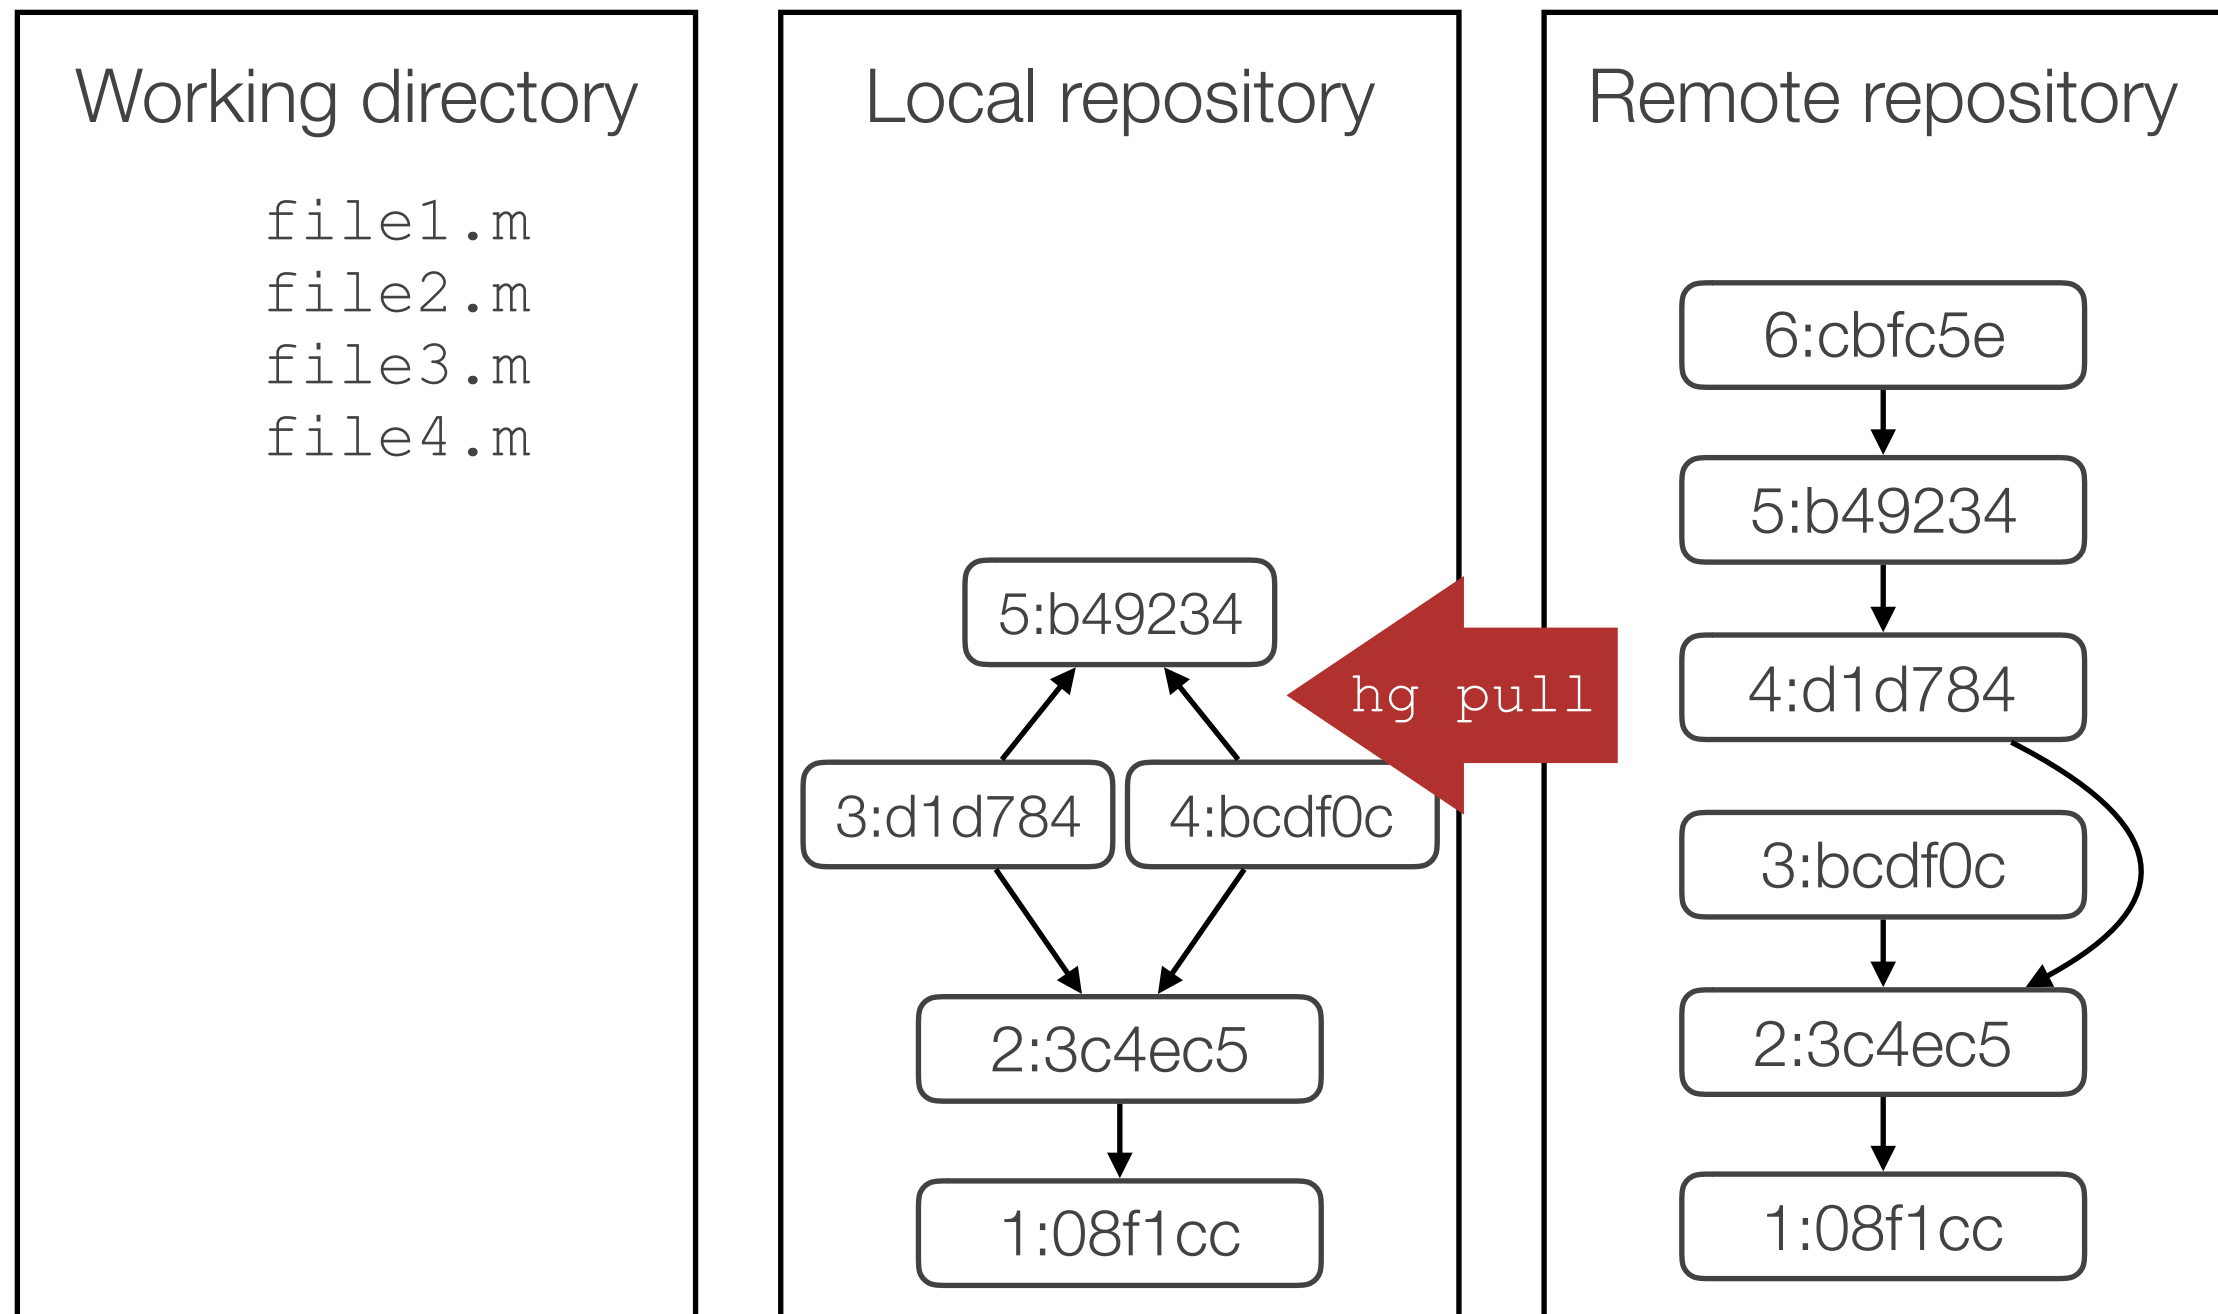 Working directory
file1.m
file2.m
file3.m
file4.m
Local repository
5:b49234
3:d1d784
4:bcdf0c
2:3c4ec5
1:08f1cc
hg pull
Remote repository
6:cbfc5e
5:b49234
4:d1d784
3:bcdf0c
2:3c4ec5
1:08f1cc